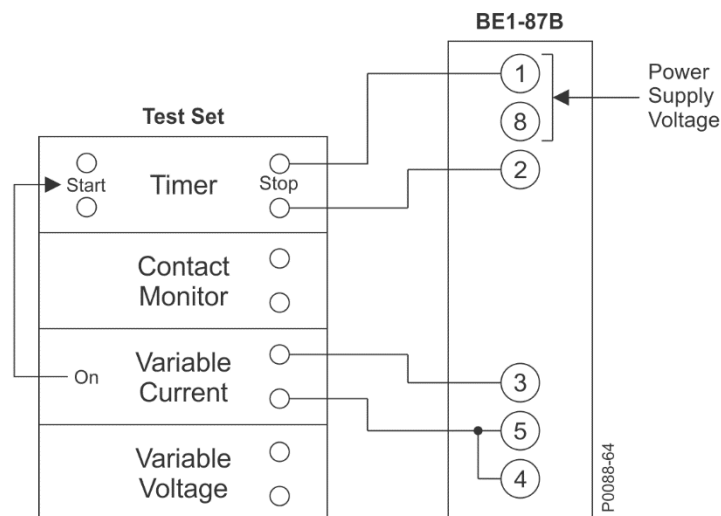 BE1-87B
1
Power
Supply
Voltage
8
Test Set
Start
Timer
Stop
2
Contact
Monitor
On
Variable
Current
3
5
4
Variable
Voltage
P0088-64